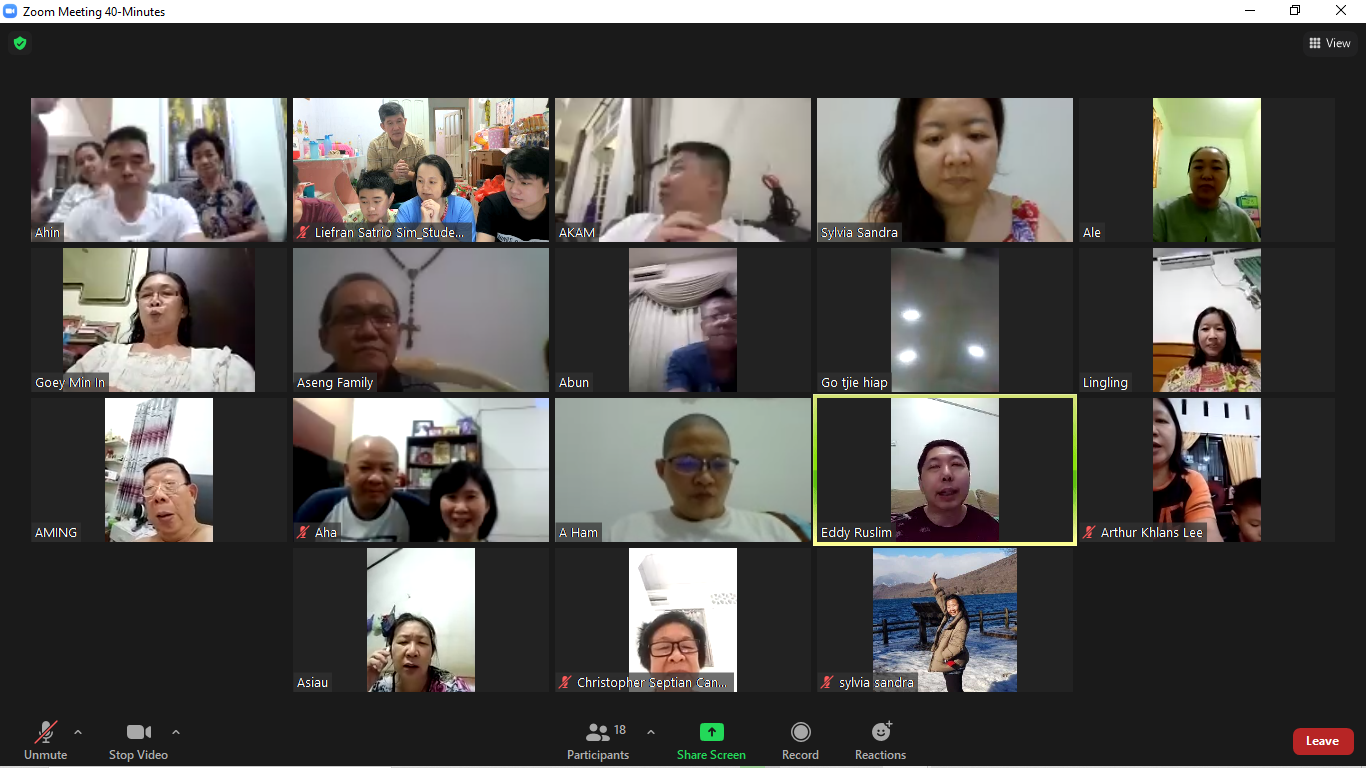 Zoom Meeting 40-Minutes
View
Ahin
Liefran Satrio Sim_Stude...
AKAM
Sylvia Sandra
Ale
Goey Min In
Aseng Family
Abun
Go tjie hiap
Lingling
AMING
Aha
A Ham
Eddy Ruslim
Arthur Khlans Lee
Asiau
Christopher Septian Can...
sylvia sandra
Unmute
Stop Video
Participants
18
Share Screen
Record
Reactions
Leave